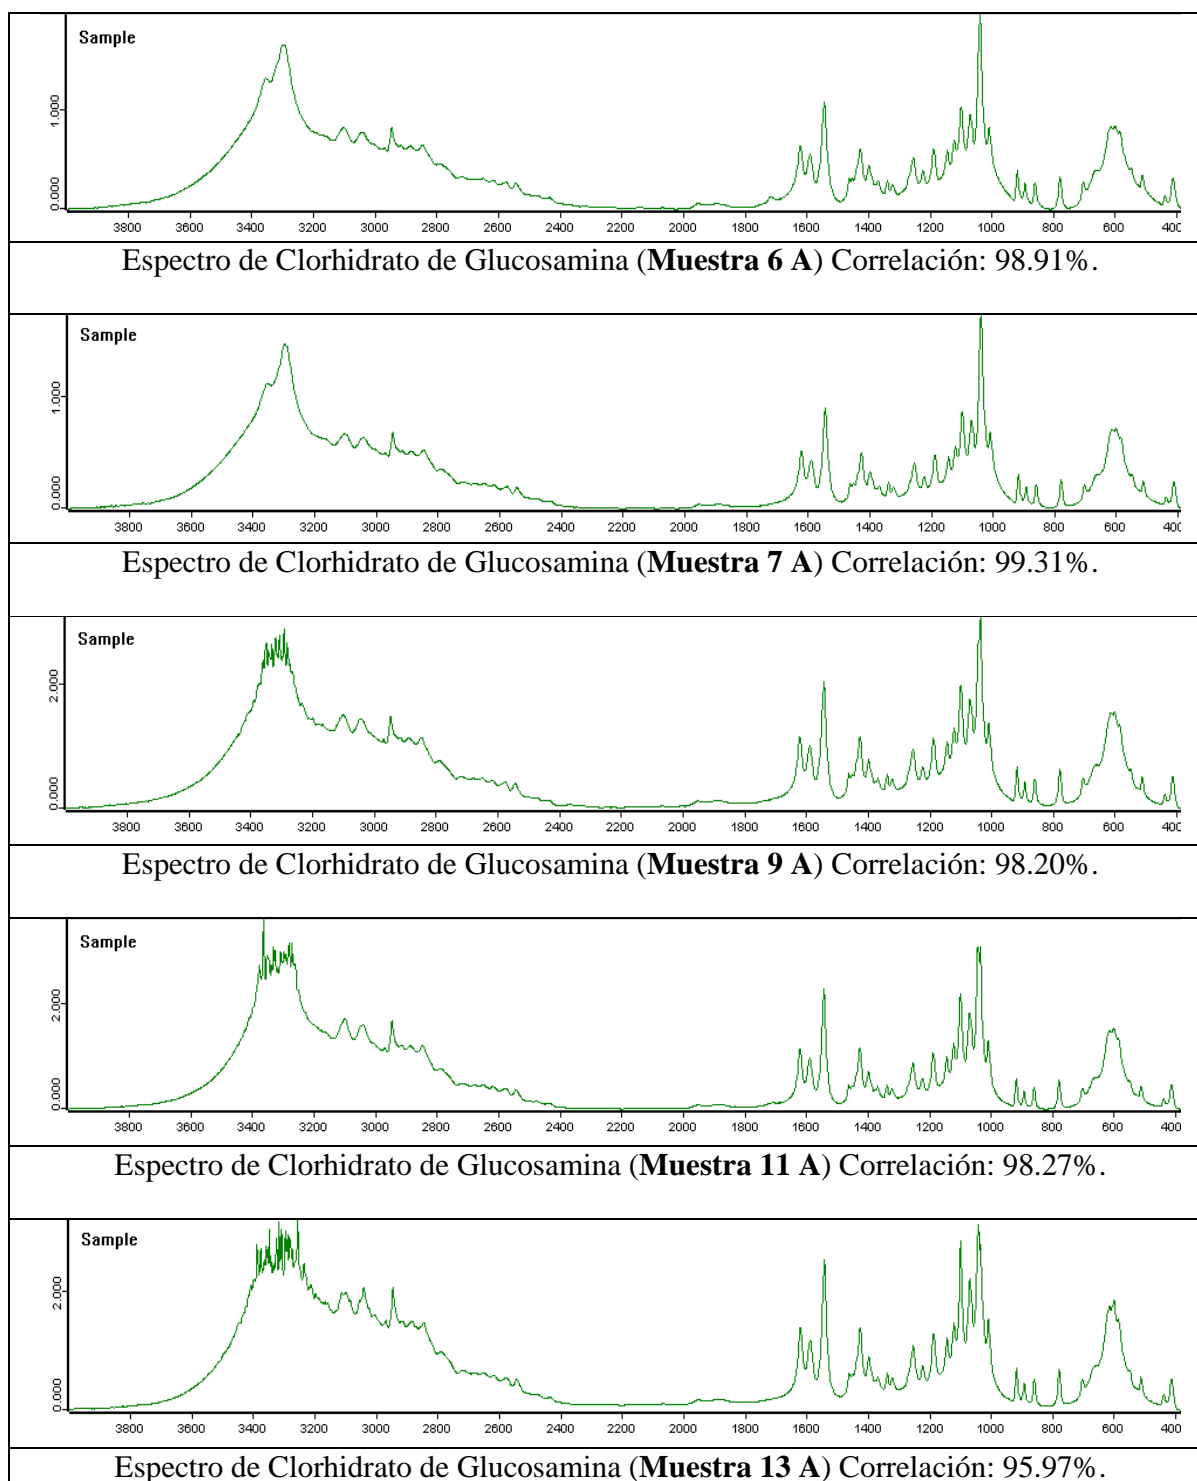 Sample
1.000
0.000
3800 3600 3400 3200 3000 2800 2600 2400 2200 2000 1800 1600 1400 1200 1000 800 600 400
Espectro de Clorhidrato de Glucosamina (Muestra 6 A) Correlación: 98.91%.
Sample
1.000
0.000
3800 3600 3400 3200 3000 2800 2600 2400 2200 2000 1800 1600 1400 1200 1000 800 600 400
Espectro de Clorhidrato de Glucosamina (Muestra 7 A) Correlación: 99.31%.
Sample
2.000
0.000
3800 3600 3400 3200 3000 2800 2600 2400 2200 2000 1800 1600 1400 1200 1000 800 600 400
Espectro de Clorhidrato de Glucosamina (Muestra 9 A) Correlación: 98.20%.
Sample
2.000
0.000
3800 3600 3400 3200 3000 2800 2600 2400 2200 2000 1800 1600 1400 1200 1000 800 600 400
Espectro de Clorhidrato de Glucosamina (Muestra 11 A) Correlación: 98.27%.
Sample
2.000
0.000
3800 3600 3400 3200 3000 2800 2600 2400 2200 2000 1800 1600 1400 1200 1000 800 600 400
Espectro de Clorhidrato de Glucosamina (Muestra 13 A) Correlación: 95.97%.